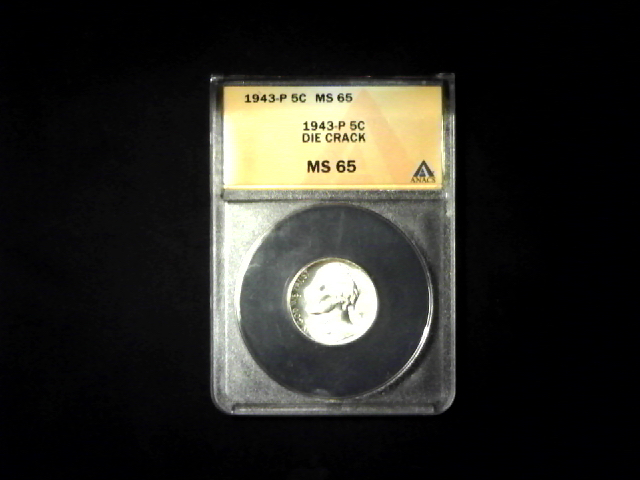 1943-P 5C MS 65
1943-P 5C
DIE CRACK
MS 65
ANACS